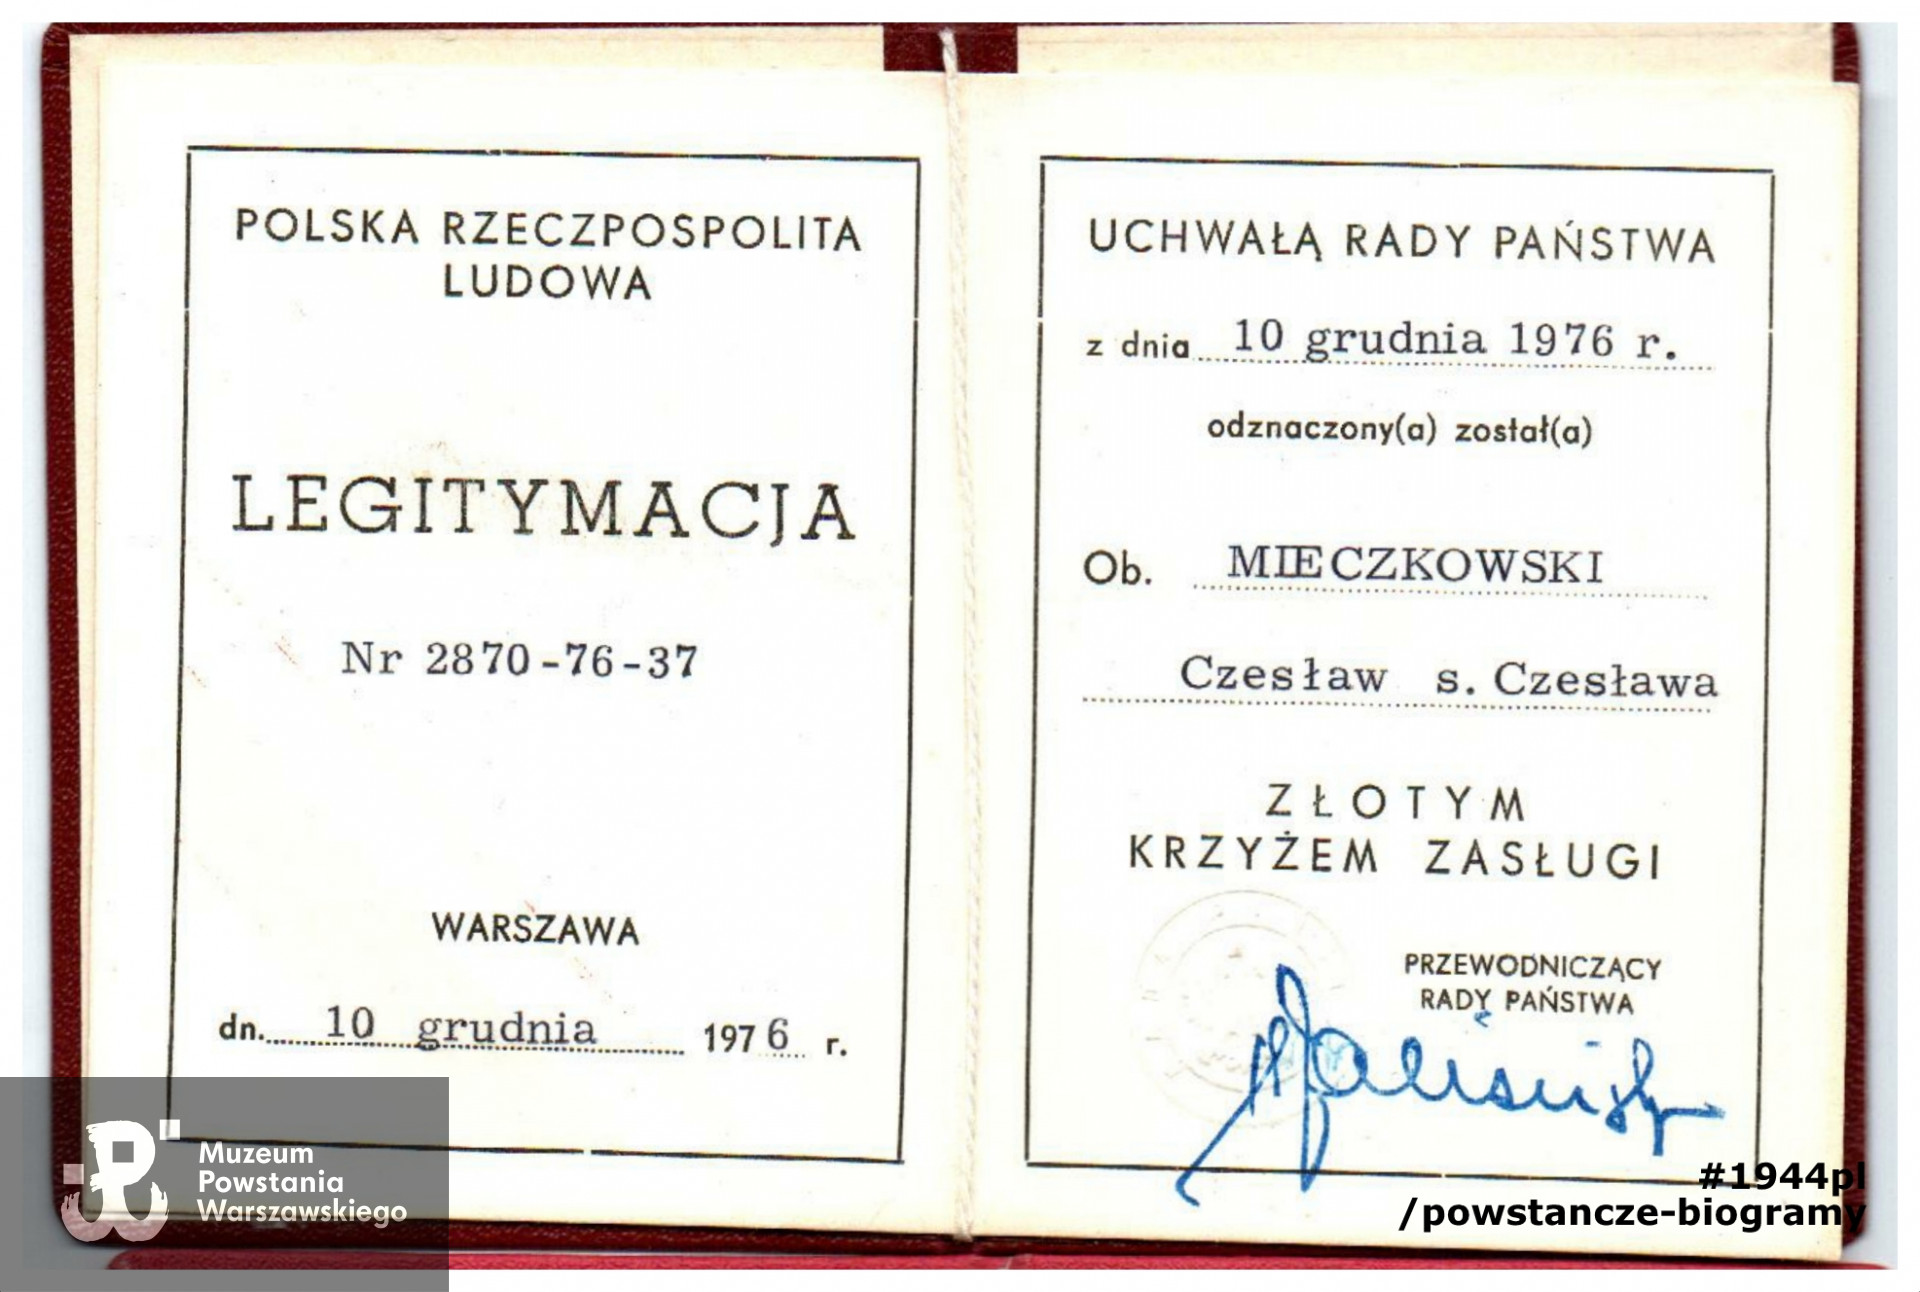 POLSKA RZECZPOSPOLITA
LUDOWA
LEGITYMACJA
Nr 2870-76-37
WARSZAWA
dn. 10 grudnia 1976 r.
UCHWAŁĄ RADY PAŃSTWA
z dnia 10 grudnia 1976 r.
odznaczony(a) został(a)
Ob. MIECZKOWSKI
Czesław s. Czesława
ZŁOTYM
KRZYŻEM ZASŁUGI
PRZEWODNICZĄCY
RADY PAŃSTWA
Muzeum
Powstania
Warszawskiego
#1944pl
/powstancze-biogramy